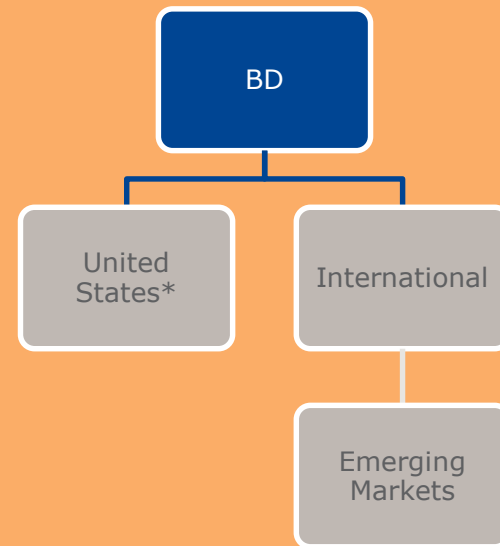 BD
United
States*
International
Emerging
Markets